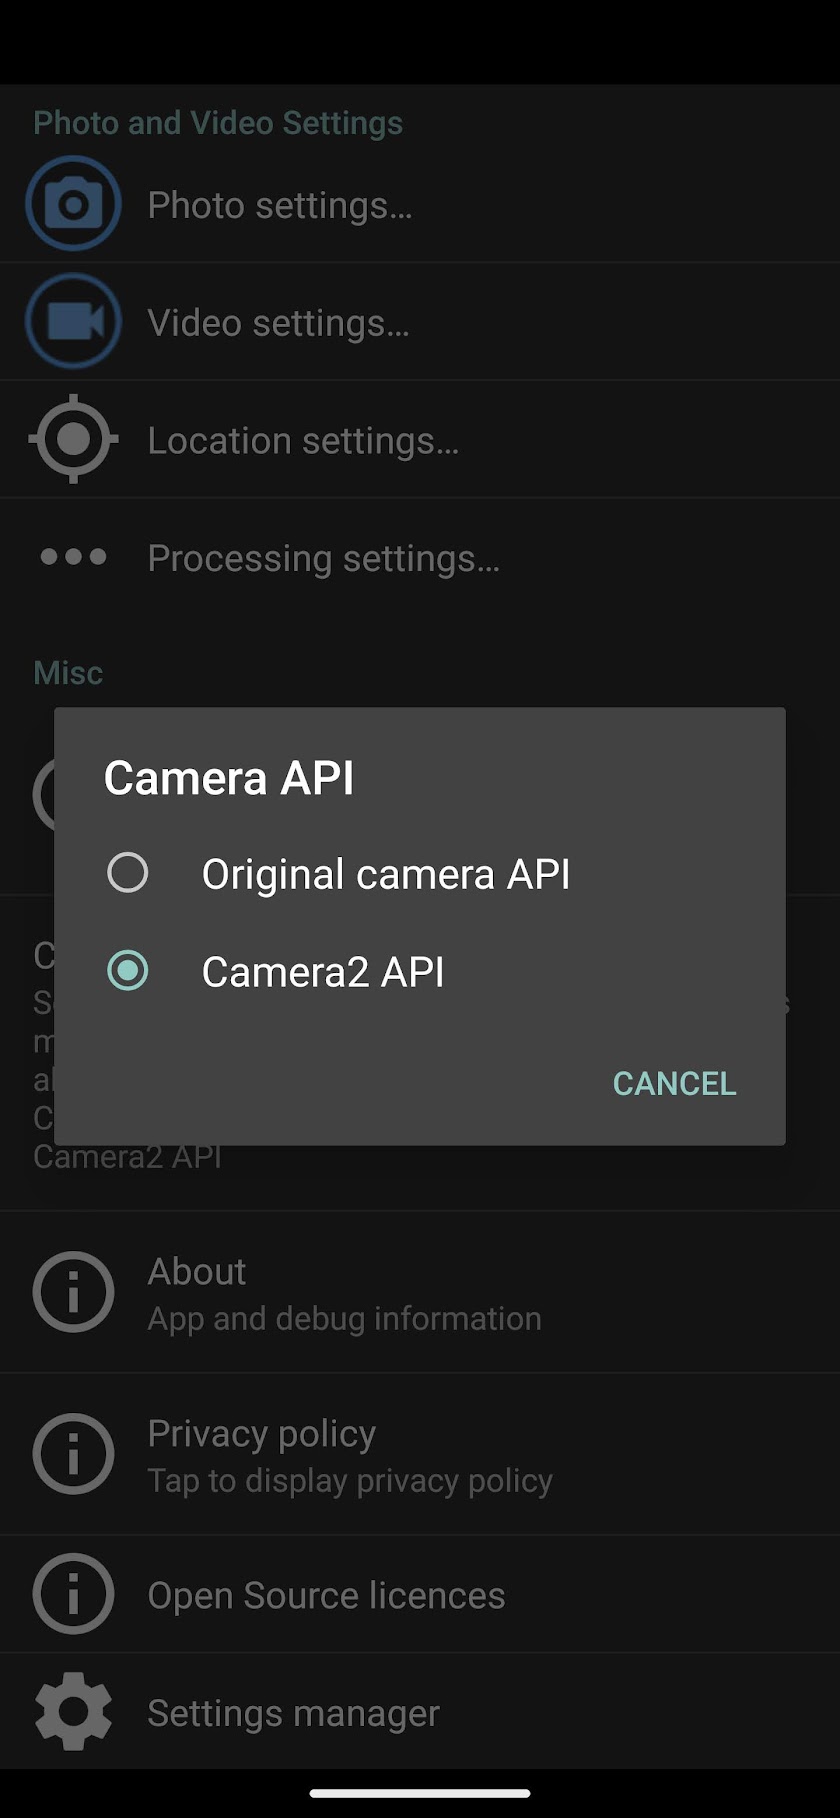 Photo and Video Settings
Photo settings...
Video settings...
Location settings...
Processing settings...
Misc
Camera API
Original camera API
Camera2 API
CANCEL
Camera2 API
About
App and debug information
Privacy policy
Tap to display privacy policy
Open Source licences
Settings manager